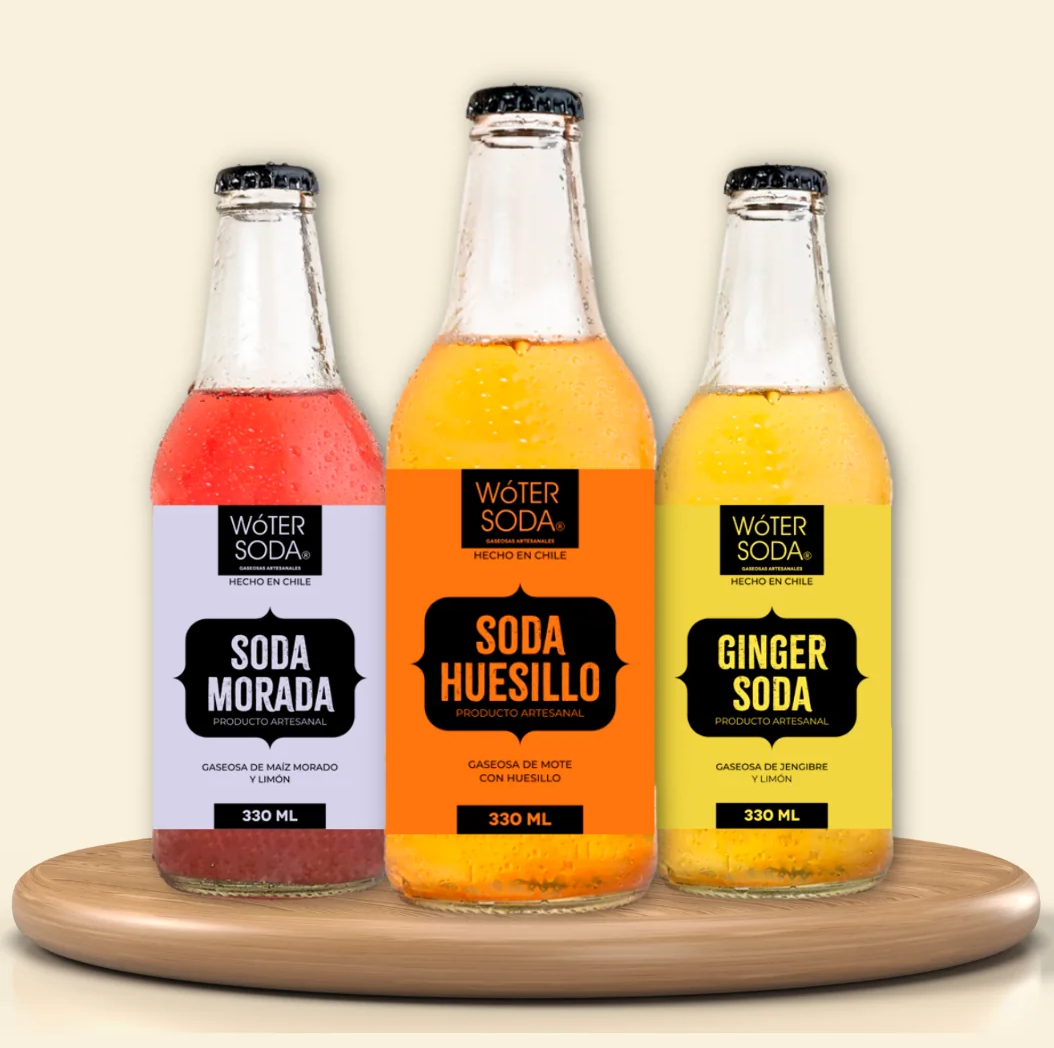 WóTER
SODA®
GASEOSAS ARTESANALES
HECHO EN CHILE
SODA
MORADA
PRODUCTO ARTESANAL
GASEOSA DE MAÍZ MORADO
Y LIMÓN
330 ML
WóTER
SODA®
GASEOSAS ARTESANALES
HECHO EN CHILE
SODA
HUESILLO
PRODUCTO ARTESANAL
GASEOSA DE MOTE
CON HUESILLO
330 ML
WóTER
SODA®
GASEOSAS ARTESANALES
HECHO EN CHILE
GINGER
SODA
PRODUCTO ARTESANAL
GASEOSA DE JENGIBRE
Y LIMÓN
330 ML